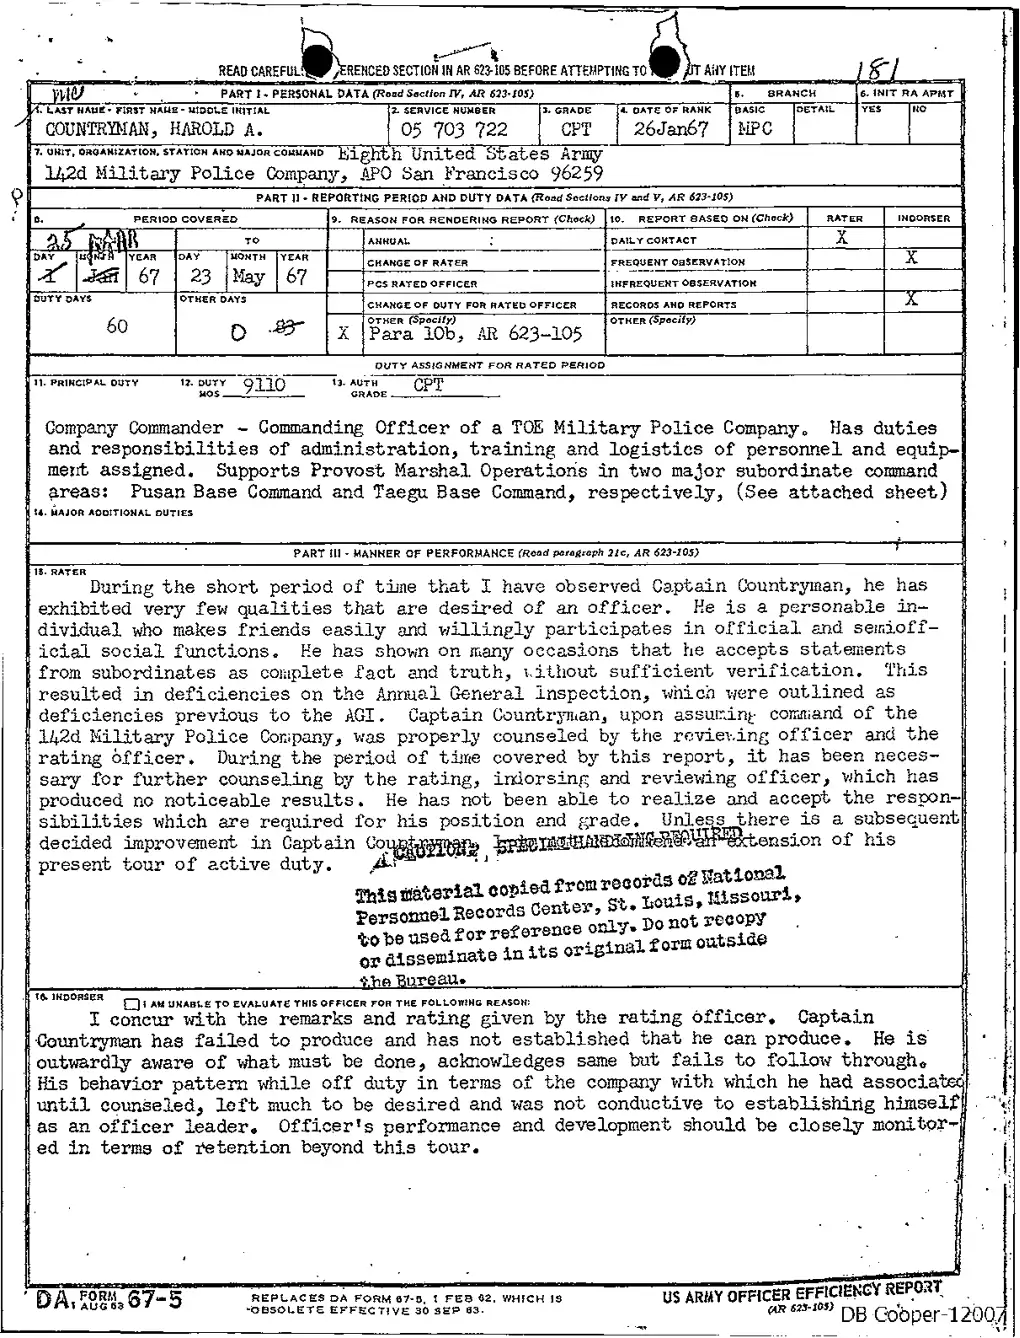 READ CAREFUL ERENCED SECTION IN AR 623-105 BEFORE ATTEMPTING TO UT ANY ITEM
181
PART I - PERSONAL DATA (Read Section IV, AR 623-105)
5. BRANCH
6. INIT RA APMT
1. LAST NAME - FIRST NAME - MIDDLE INITIAL
2. SERVICE NUMBER
3. GRADE
4. DATE OF RANK
BASIC
DETAIL
YES
NO
COUNTRYMAN, HAROLD A.
05 703 722
CPT
26Jan67
MPC
7. UNIT, ORGANIZATION, STATION AND MAJOR COMMAND Eighth United States Army
142d Military Police Company, APO San Francisco 96259
PART II - REPORTING PERIOD AND DUTY DATA (Read Sections IV and V, AR 623-105)
8. PERIOD COVERED
9. REASON FOR RENDERING REPORT (Check)
10. REPORT BASED ON (Check)
RATER
INDORSER
25 MAR
TO
ANNUAL
DAILY CONTACT
X
DAY MONTH YEAR
DAY MONTH YEAR
CHANGE OF RATER
FREQUENT OBSERVATION
X
1 Jan 67
23 May 67
PCS RATED OFFICER
INFREQUENT OBSERVATION
DUTY DAYS
OTHER DAYS
CHANGE OF DUTY FOR RATED OFFICER
RECORDS AND REPORTS
X
60
0 83
X
OTHER (Specify)
Para 10b, AR 623-105
OTHER (Specify)
DUTY ASSIGNMENT FOR RATED PERIOD
11. PRINCIPAL DUTY
12. DUTY MOS 9110
13. AUTH GRADE CPT
Company Commander - Commanding Officer of a TOE Military Police Company. Has duties
and responsibilities of administration, training and logistics of personnel and equip-
ment assigned. Supports Provost Marshal Operations in two major subordinate command
areas: Pusan Base Command and Taegu Base Command, respectively, (See attached sheet)
14. MAJOR ADDITIONAL DUTIES
PART III - MANNER OF PERFORMANCE (Read paragraph 21c, AR 623-105)
15. RATER
During the short period of time that I have observed Captain Countryman, he has
exhibited very few qualities that are desired of an officer. He is a personable in-
dividual who makes friends easily and willingly participates in official and semioff-
icial social functions. He has shown on many occasions that he accepts statements
from subordinates as complete fact and truth, without sufficient verification. This
resulted in deficiencies on the Annual General Inspection, which were outlined as
deficiencies previous to the AGI. Captain Countryman, upon assuming command of the
142d Military Police Company, was properly counseled by the reviewing officer and the
rating officer. During the period of time covered by this report, it has been neces-
sary for further counseling by the rating, indorsing and reviewing officer, which has
produced no noticeable results. He has not been able to realize and accept the respon-
sibilities which are required for his position and grade. Unless there is a subsequent
decided improvement in Captain Countryman, an extension of his
present tour of active duty.
CAUTION: SPECIAL HANDLING REQUIRED
This material copied from records of National
Personnel Records Center, St. Louis, Missouri,
to be used for reference only. Do not recopy
or disseminate in its original form outside
the Bureau.
16. INDORSER
I AM UNABLE TO EVALUATE THIS OFFICER FOR THE FOLLOWING REASON:
I concur with the remarks and rating given by the rating officer. Captain
Countryman has failed to produce and has not established that he can produce. He is
outwardly aware of what must be done, acknowledges same but fails to follow through.
His behavior pattern while off duty in terms of the company with which he had associated
until counseled, left much to be desired and was not conductive to establishing himself
as an officer leader. Officer's performance and development should be closely monitor-
ed in terms of retention beyond this tour.
DA FORM 1 AUG 63 67-5
REPLACES DA FORM 67-5, 1 FEB 62, WHICH IS
OBSOLETE EFFECTIVE 30 SEP 63.
US ARMY OFFICER EFFICIENCY REPORT
(AR 623-105)
DB Cooper-12007